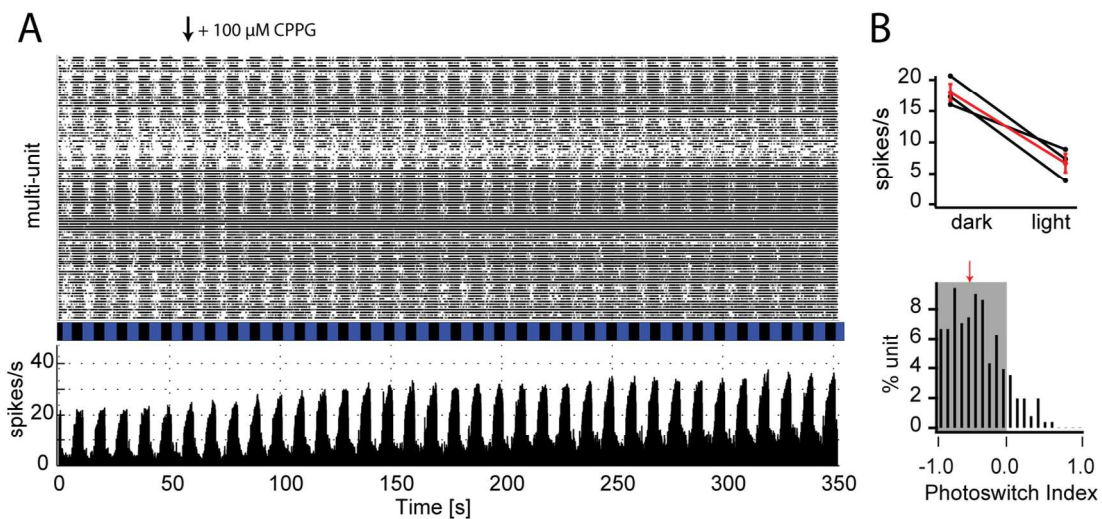 A
+ 100 µM CPPG
multi-unit
spikes/s
40
20
0
0 50 100 150 200 250 300 350
Time [s]
B
spikes/s
20
15
10
5
0
dark light
% unit
8
6
4
2
0
-1.0 0.0 1.0
Photoswitch Index